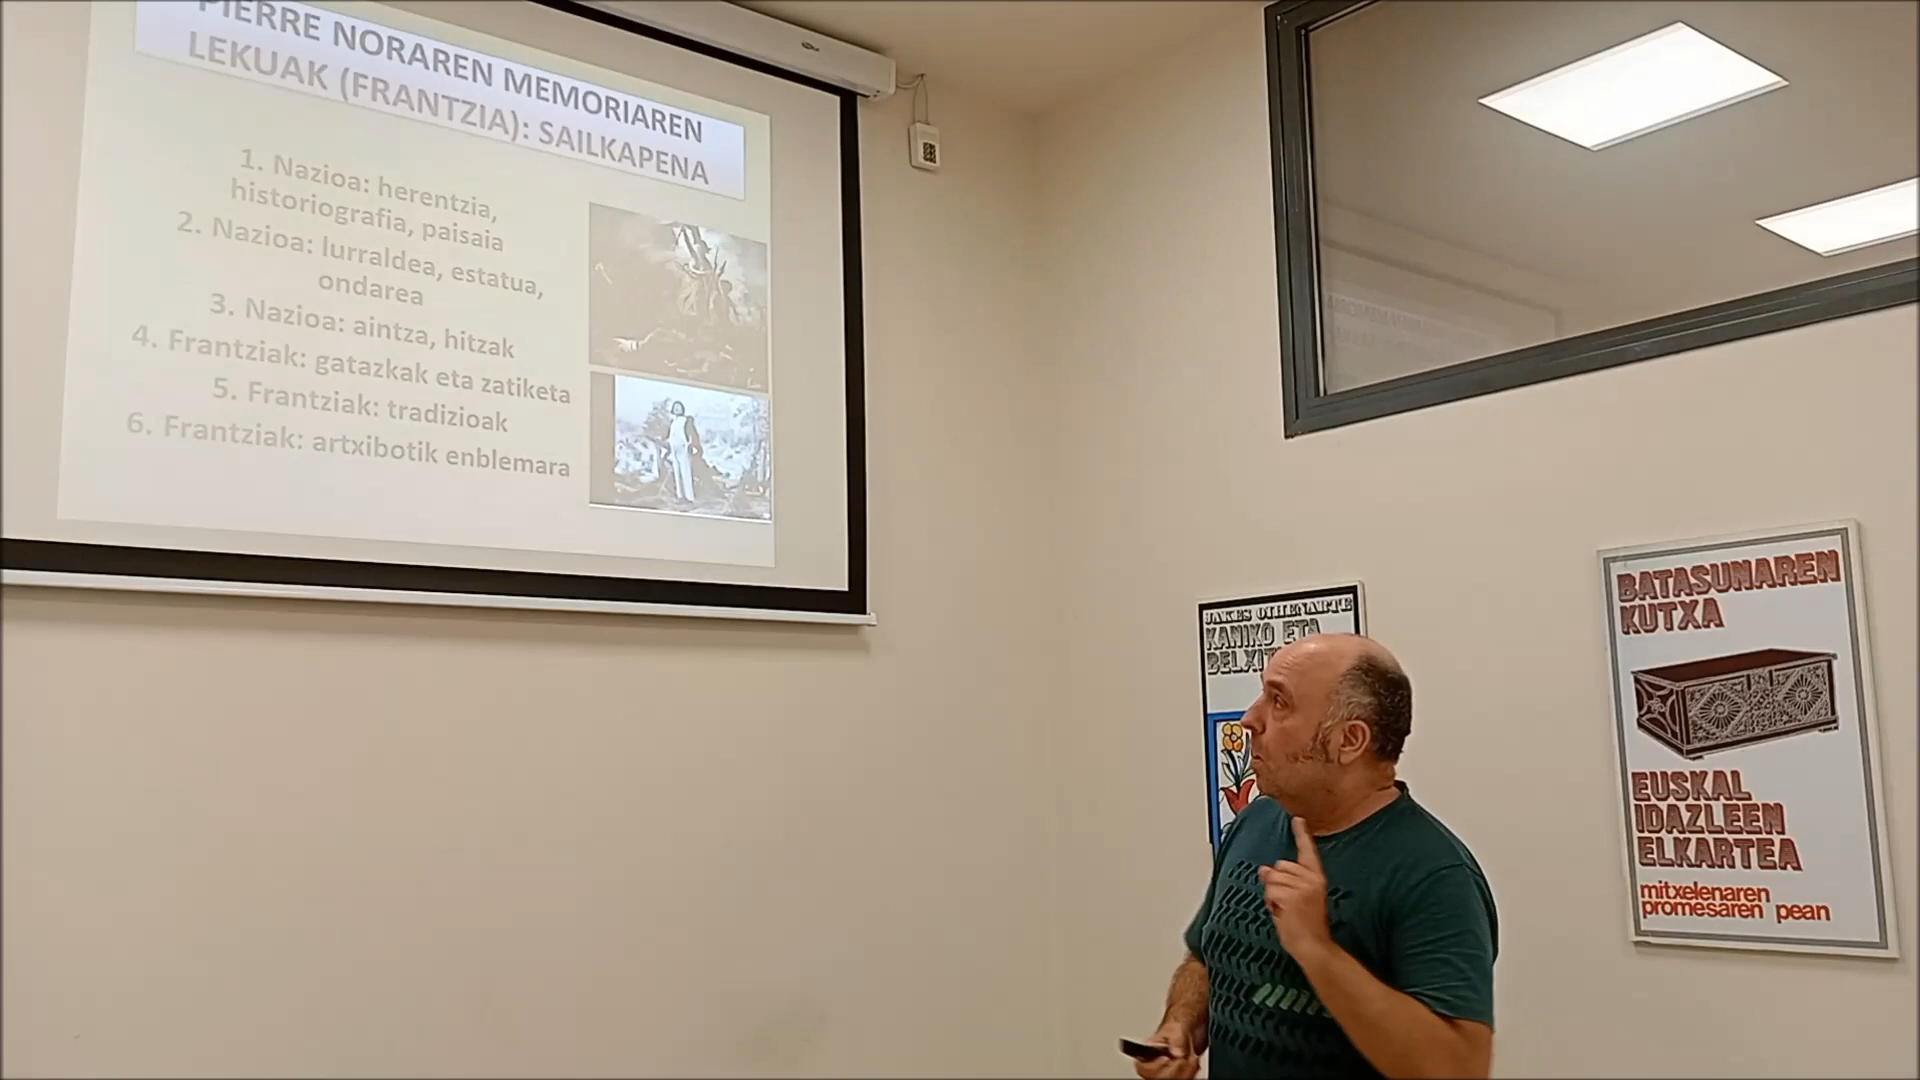 PIERRE NORAREN MEMORIAREN
LEKUAK (FRANTZIA): SAILKAPENA
1. Nazioa: herentzia,
historiografia, paisaia
2. Nazioa: lurraldea, estatua,
ondarea
3. Nazioa: aintza, hitzak
4. Frantziak: gatazkak eta zatiketa
5. Frantziak: tradizioak
6. Frantziak: artxibotik enblemara
JAKES OIHENARTE
KANIKO ETA
BATASUNAREN
KUTXA
EUSKAL
IDAZLEEN
ELKARTEA
mitxelenaren
promesaren pean